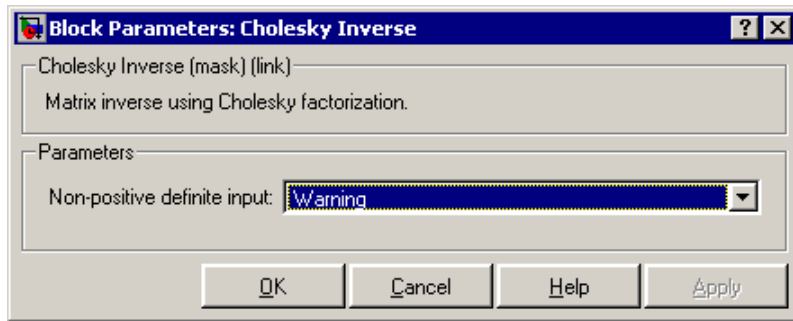 Block Parameters: Cholesky Inverse
Cholesky Inverse (mask) (link)
Matrix inverse using Cholesky factorization.
Parameters
Non-positive definite input: Warning
OK Cancel Help Apply